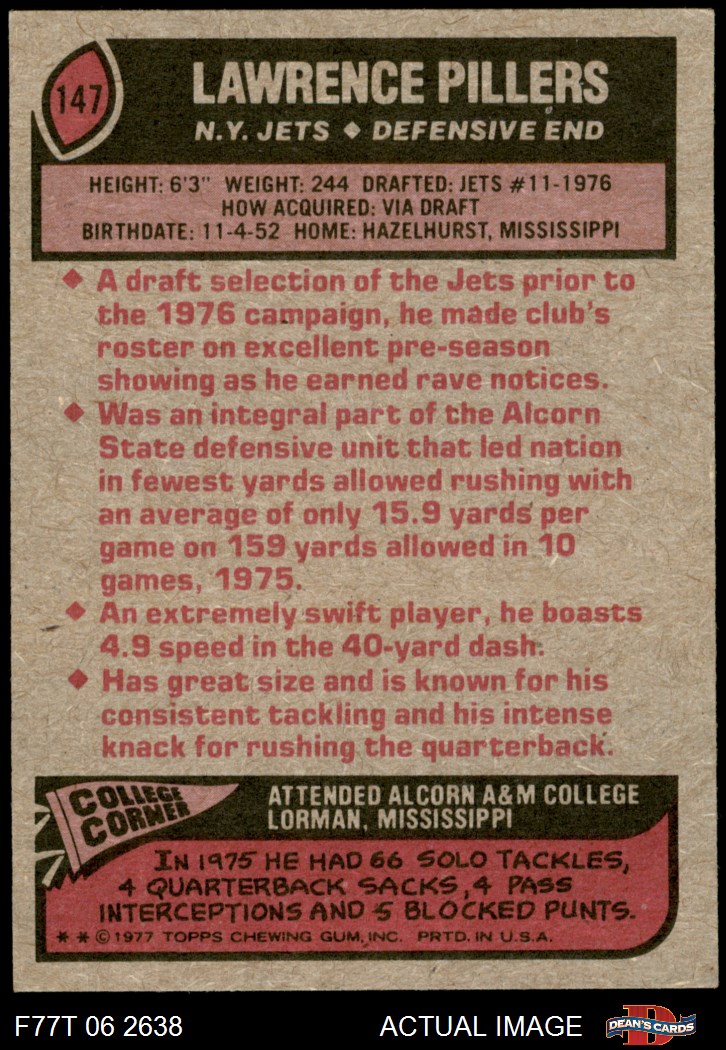 147
LAWRENCE PILLERS
N.Y. JETS ♦ DEFENSIVE END
HEIGHT: 6'3" WEIGHT: 244 DRAFTED: JETS #11-1976
HOW ACQUIRED: VIA DRAFT
BIRTHDATE: 11-4-52 HOME: HAZELHURST, MISSISSIPPI
♦ A draft selection of the Jets prior to
the 1976 campaign, he made club's
roster on excellent pre-season
showing as he earned rave notices.
♦ Was an integral part of the Alcorn
State defensive unit that led nation
in fewest yards allowed rushing with
an average of only 15.9 yards per
game on 159 yards allowed in 10
games, 1975.
♦ An extremely swift player, he boasts
4.9 speed in the 40-yard dash.
♦ Has great size and is known for his
consistent tackling and his intense
knack for rushing the quarterback.
COLLEGE
CORNER
ATTENDED ALCORN A&M COLLEGE
LORMAN, MISSISSIPPI
IN 1975 HE HAD 66 SOLO TACKLES,
4 QUARTERBACK SACKS, 4 PASS
INTERCEPTIONS AND 5 BLOCKED PUNTS.
* * © 1977 TOPPS CHEWING GUM, INC. PRTD. IN U.S.A.
F77T 06 2638
ACTUAL IMAGE
D
DEAN'S CARDS